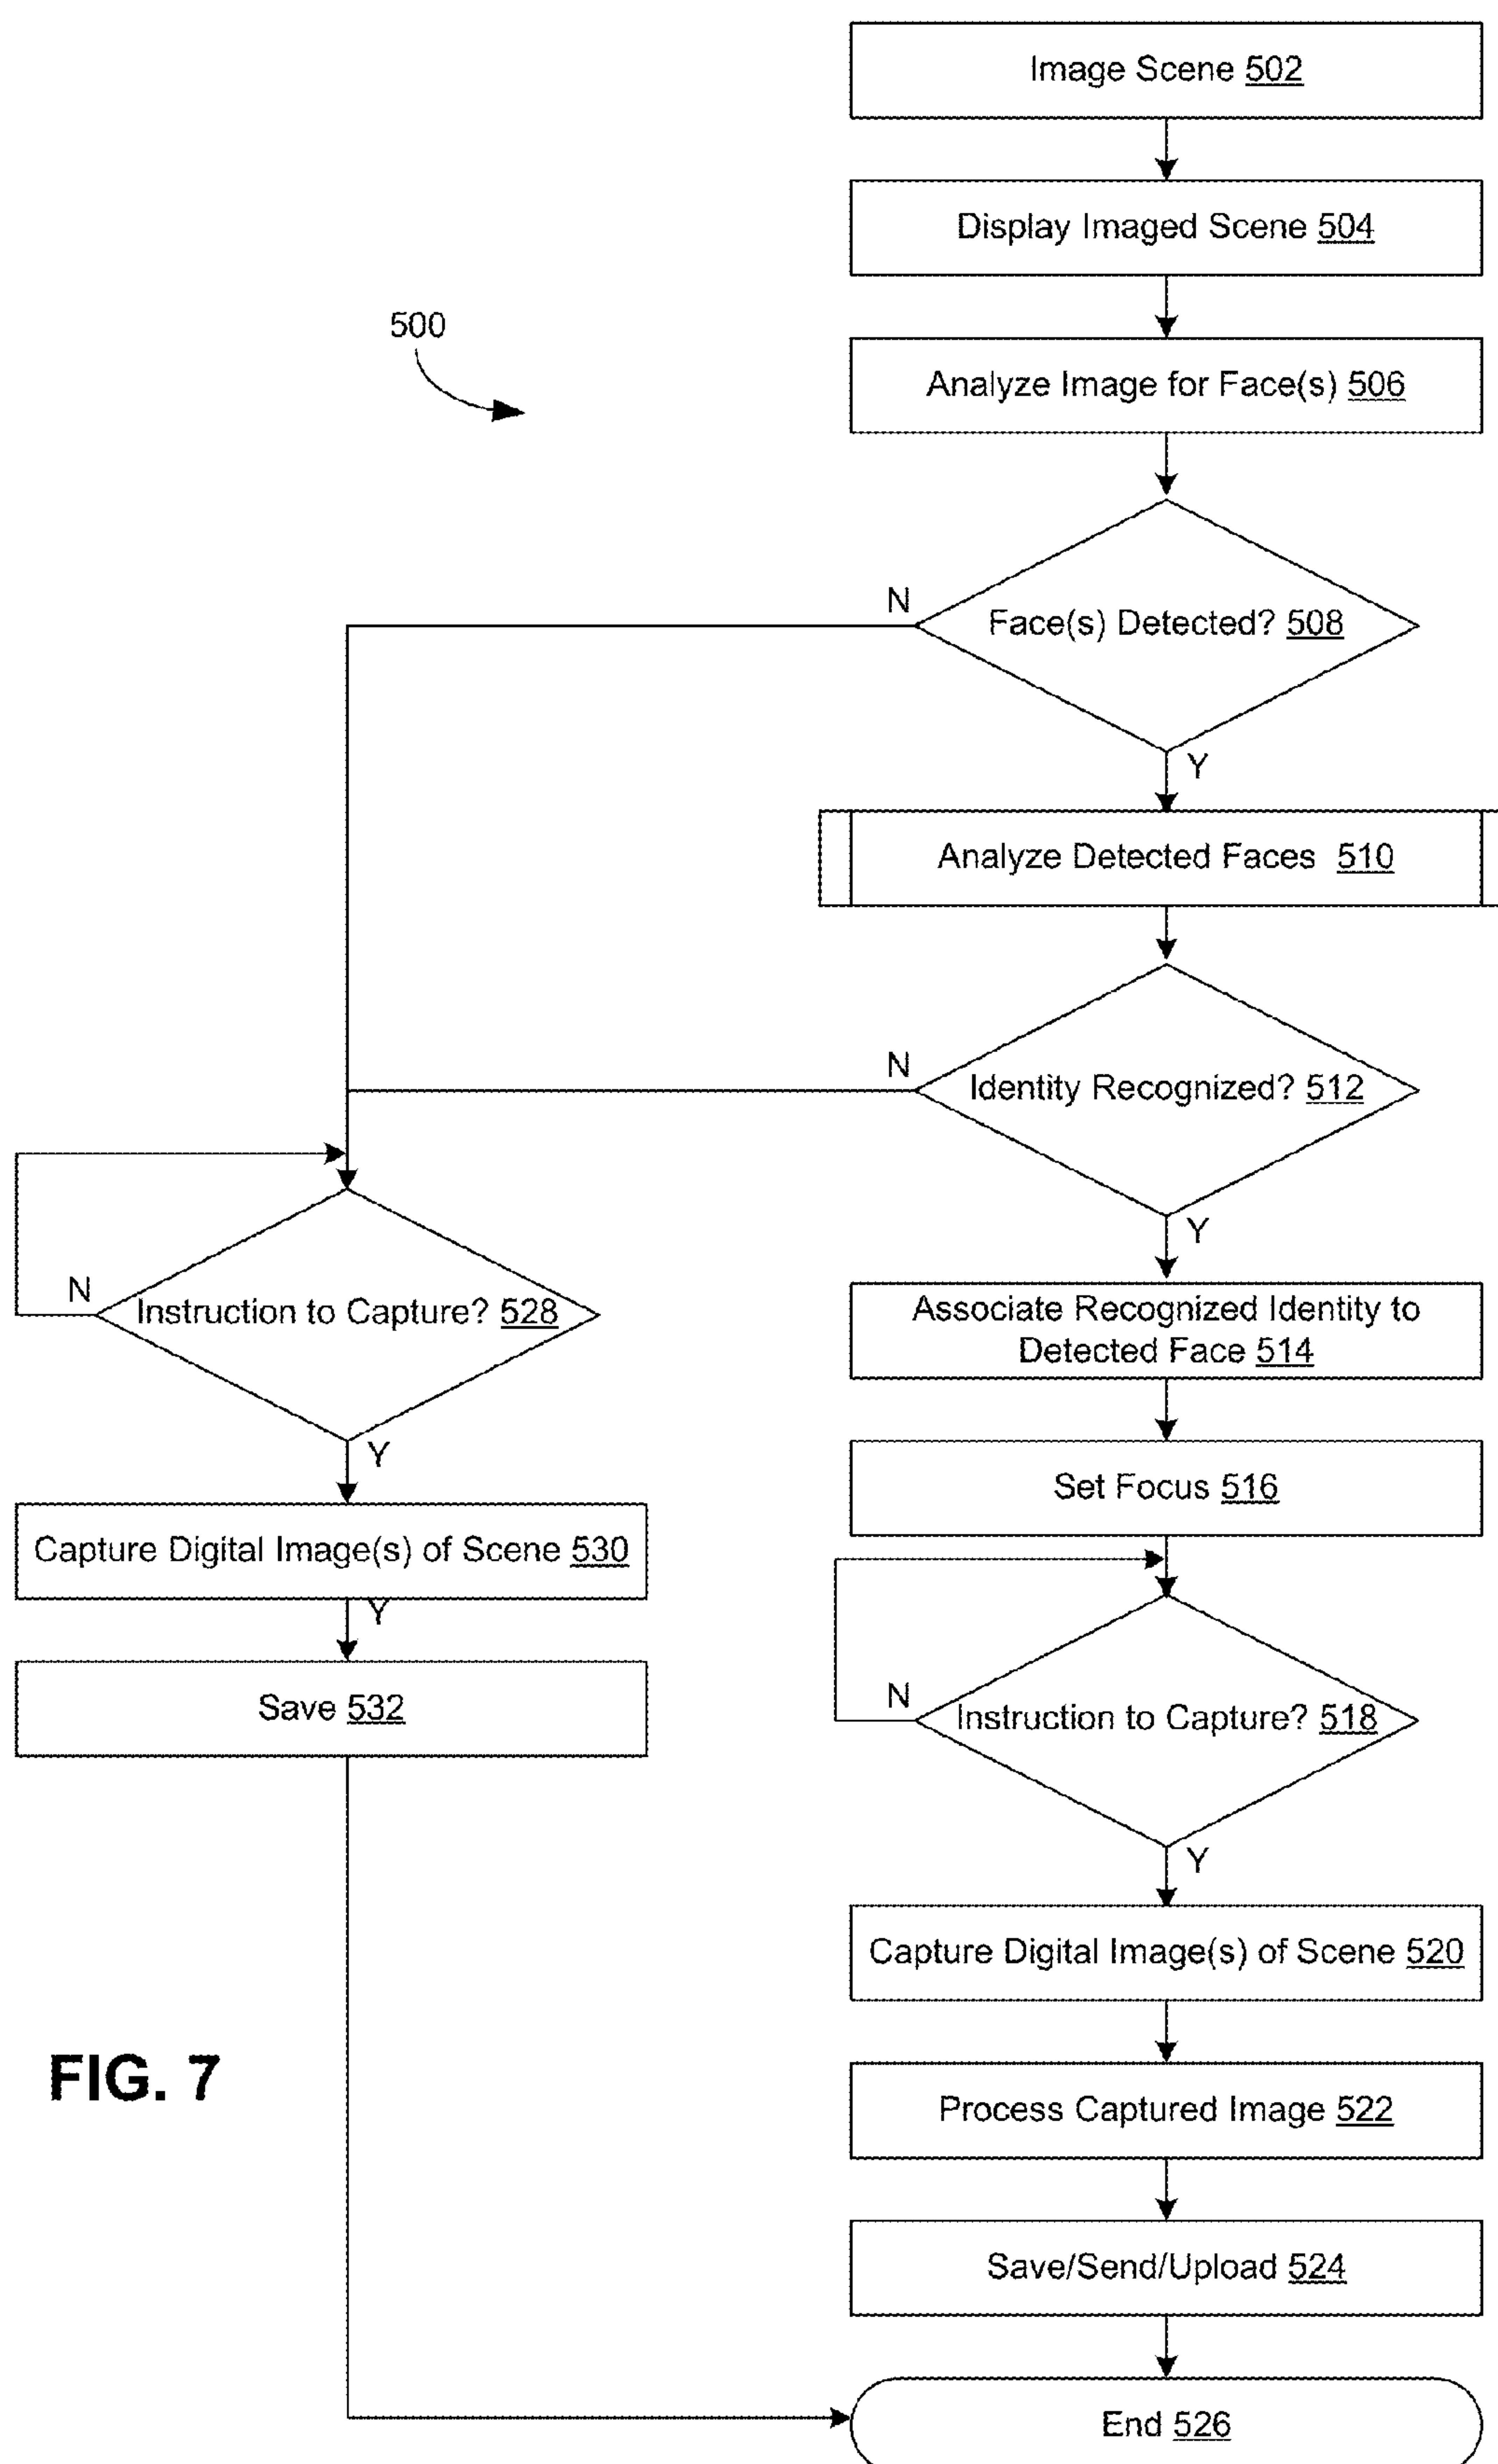 Image Scene 502
Display Imaged Scene 504
500
Analyze Image for Face(s) 506
N
Face(s) Detected? 508
Y
Analyze Detected Faces 510
N
Identity Recognized? 512
Y
N
Instruction to Capture? 528
Associate Recognized Identity to
Detected Face 514
Y
Set Focus 516
Capture Digital Image(s) of Scene 530
Y
Save 532
N
Instruction to Capture? 518
Y
Capture Digital Image(s) of Scene 520
FIG. 7
Process Captured Image 522
Save/Send/Upload 524
End 526